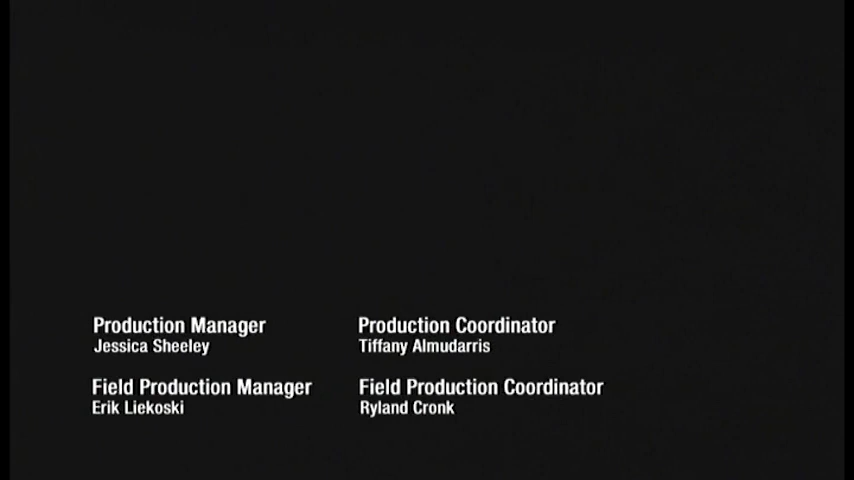 Production Manager
Jessica Sheeley
Production Coordinator
Tiffany Almudarris
Field Production Manager
Erik Liekoski
Field Production Coordinator
Ryland Cronk